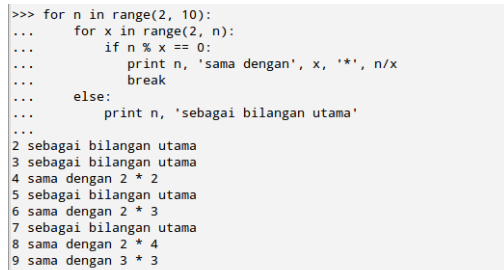 >>> for n in range(2, 10):
...     for x in range(2, n):
...         if n % x == 0:
...             print n, 'sama dengan', x, '*', n/x
...             break
...     else:
...         print n, 'sebagai bilangan utama'
...
2 sebagai bilangan utama
3 sebagai bilangan utama
4 sama dengan 2 * 2
5 sebagai bilangan utama
6 sama dengan 2 * 3
7 sebagai bilangan utama
8 sama dengan 2 * 4
9 sama dengan 3 * 3